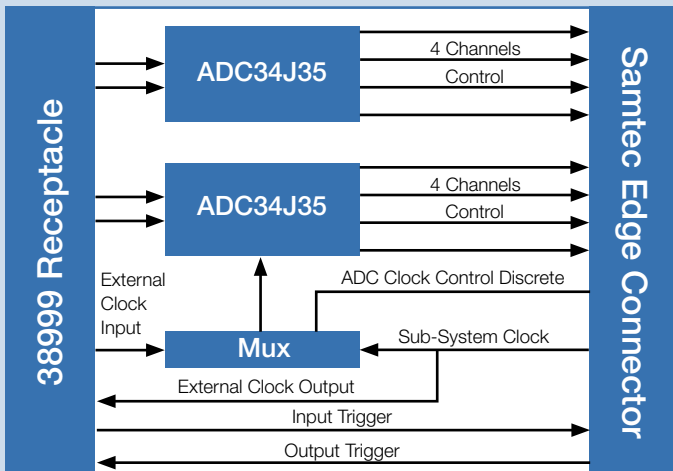 38999 Receptacle
ADC34J35
4 Channels
Control
ADC34J35
4 Channels
Control
External
Clock
Input
ADC Clock Control Discrete
Mux
Sub-System Clock
External Clock Output
Input Trigger
Output Trigger
Samtec Edge Connector